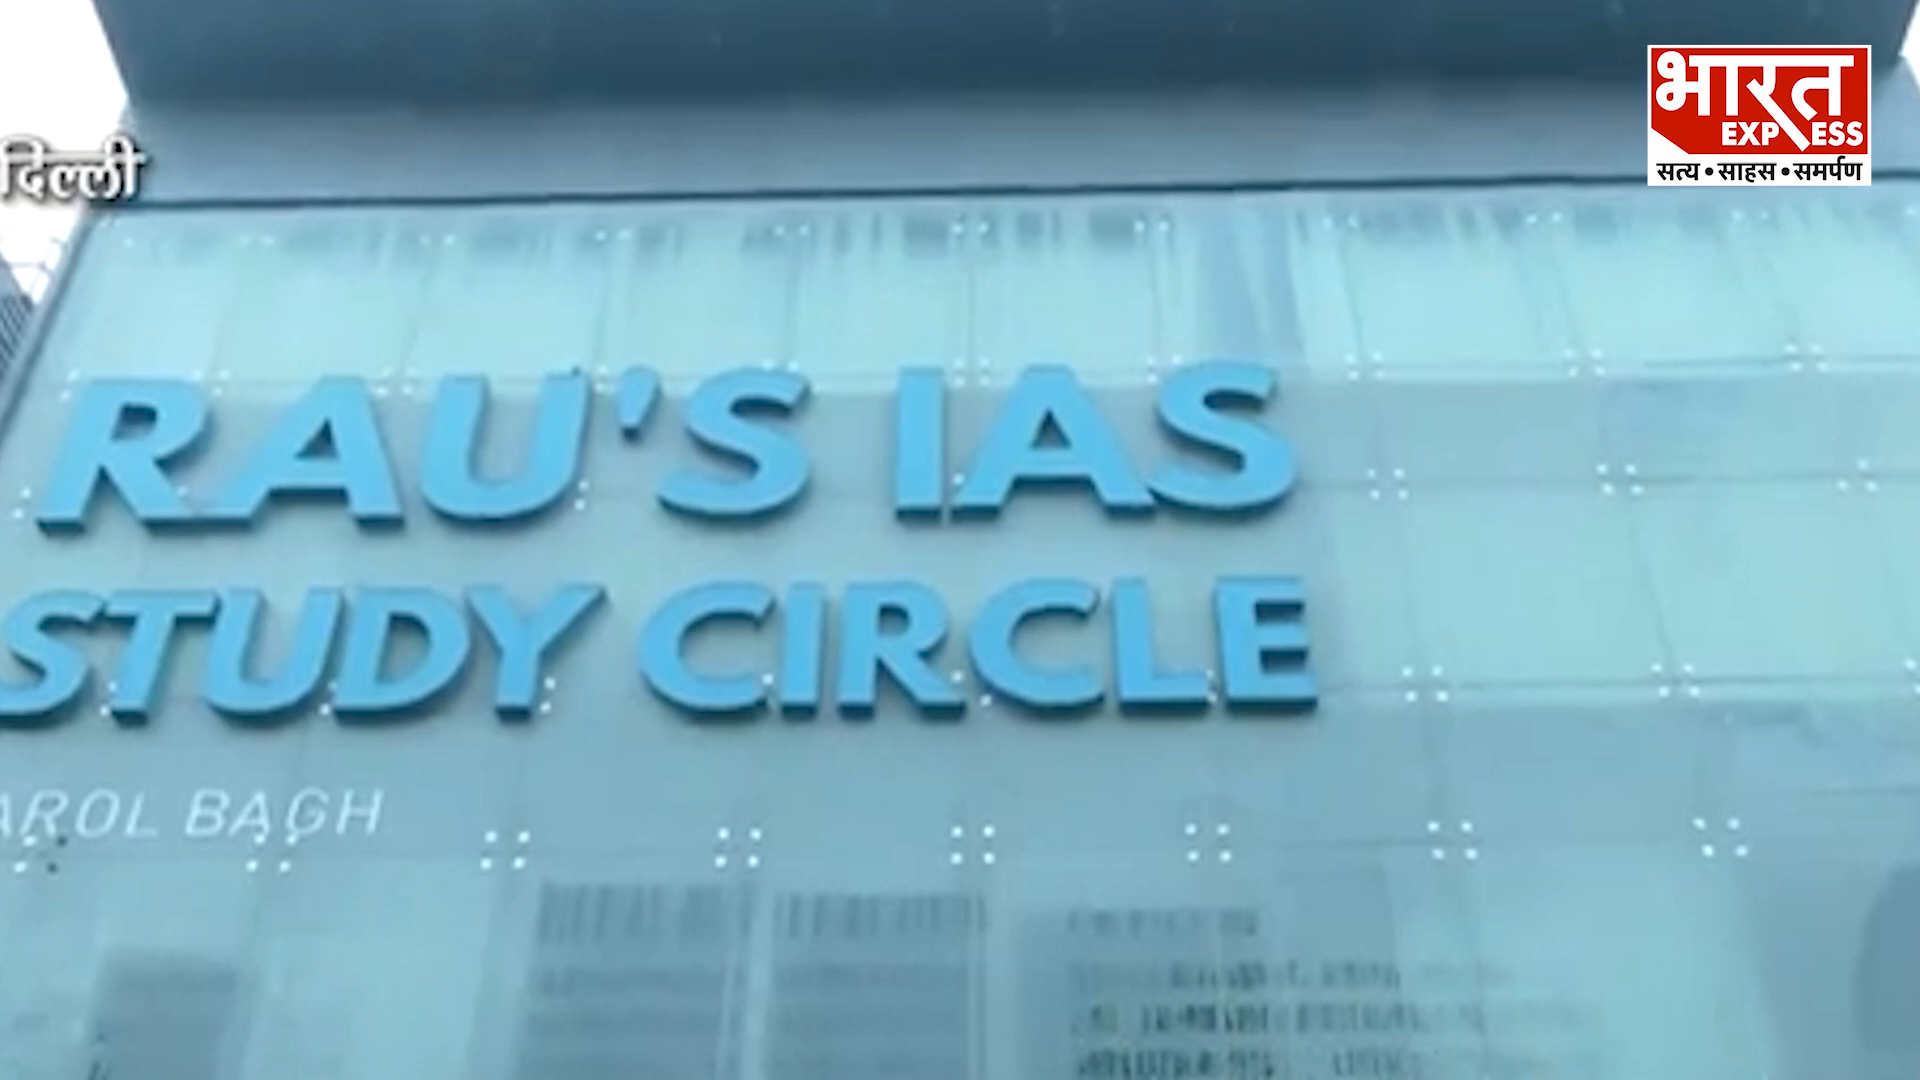 भारत
EXPRESS
सत्य • साहस • समर्पण
दिल्ली
RAU'S IAS
STUDY CIRCLE
AROL BAGH